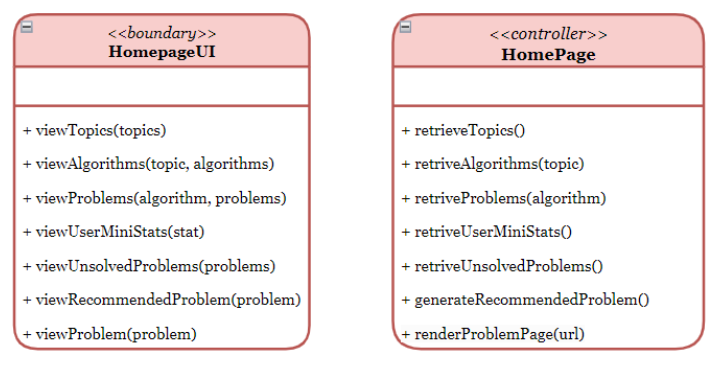 <<boundary>>
HomepageUI
+ viewTopics(topics)
+ viewAlgorithms(topic, algorithms)
+ viewProblems(algorithm, problems)
+ viewUserMiniStats(stat)
+ viewUnsolvedProblems(problems)
+ viewRecommendedProblem(problem)
+ viewProblem(problem)
<<controller>>
HomePage
+ retrieveTopics()
+ retriveAlgorithms(topic)
+ retriveProblems(algorithm)
+ retriveUserMiniStats()
+ retriveUnsolvedProblems()
+ generateRecommendedProblem()
+ renderProblemPage(url)